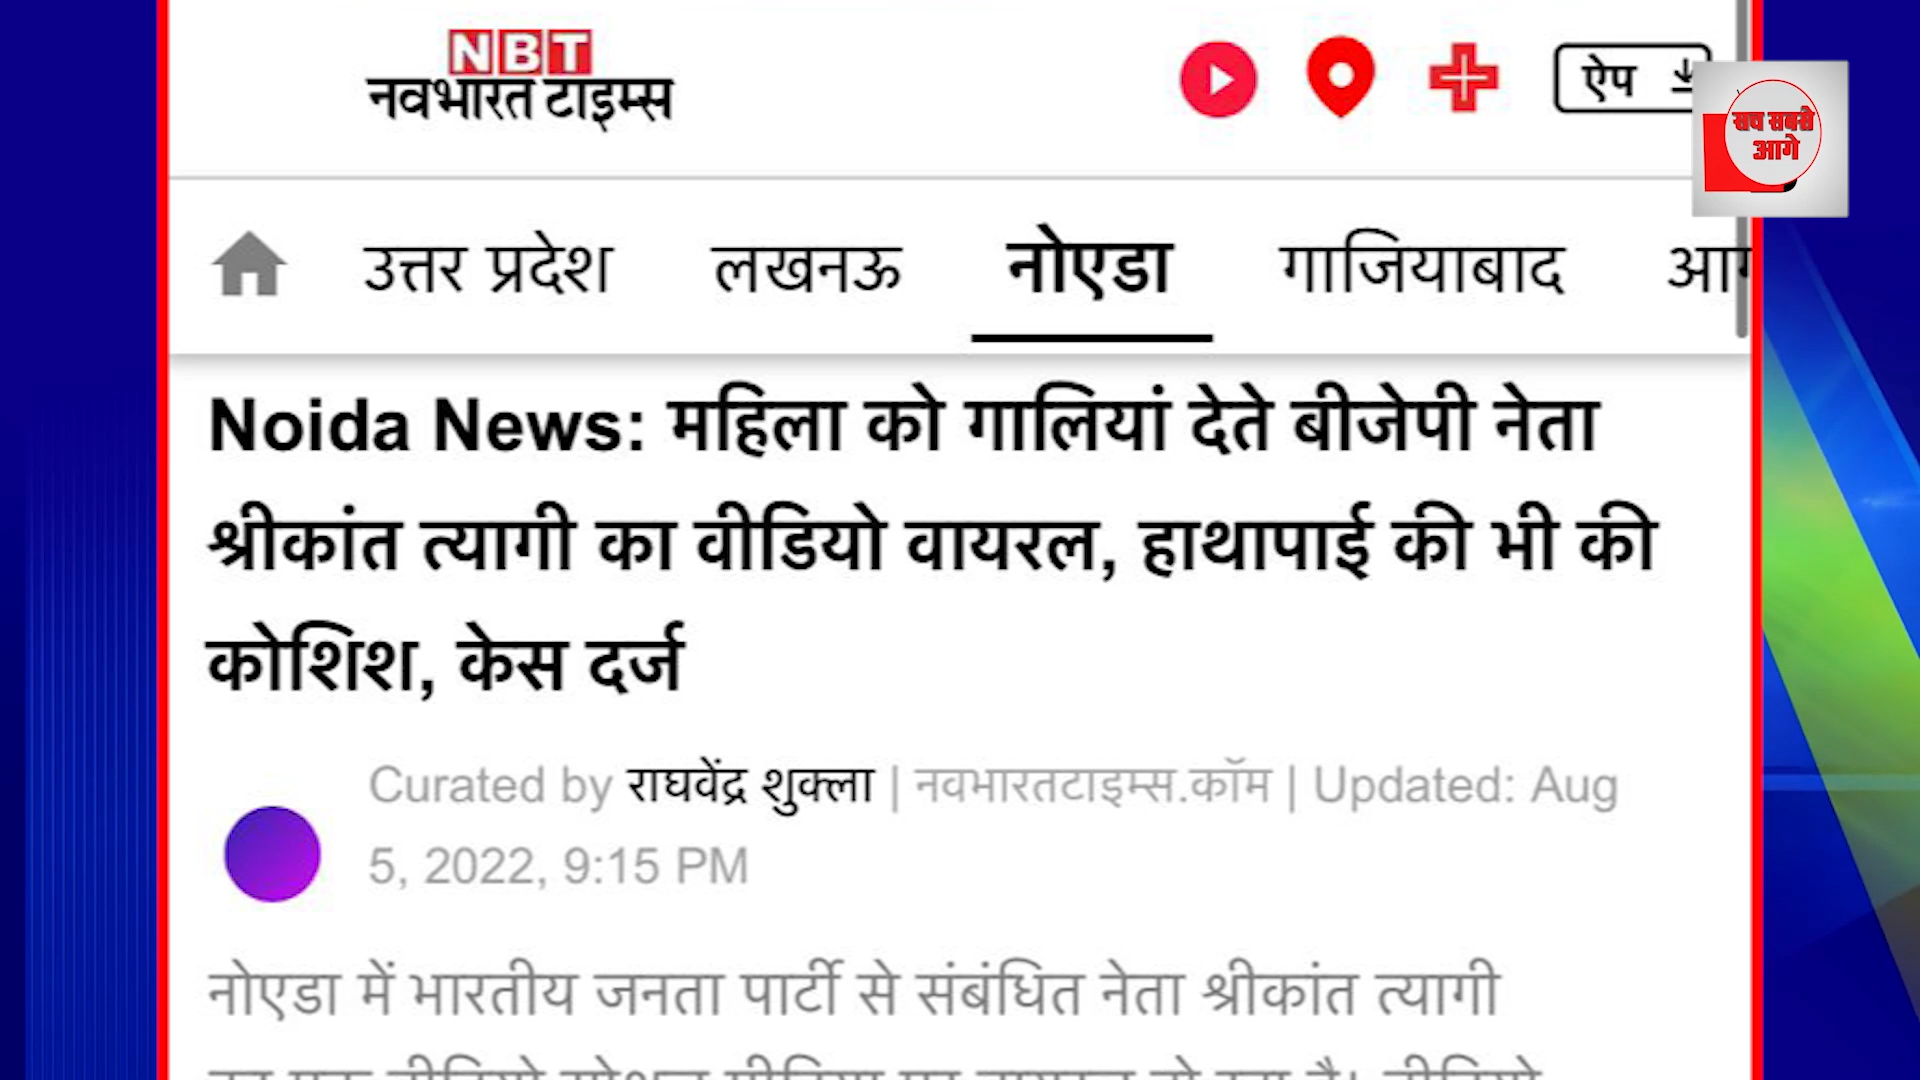 NBT
नवभारत टाइम्स
ऐप
सच सबसे
आगे
उत्तर प्रदेश लखनऊ नोएडा गाजियाबाद
Noida News: महिला को गालियां देते बीजेपी नेता
श्रीकांत त्यागी का वीडियो वायरल, हाथापाई की भी की
कोशिश, केस दर्ज
Curated by राघवेंद्र शुक्ला | नवभारतटाइम्स.कॉम | Updated: Aug
5, 2022, 9:15 PM
नोएडा में भारतीय जनता पार्टी से संबंधित नेता श्रीकांत त्यागी